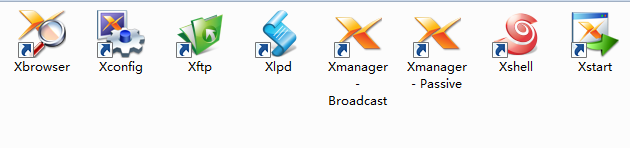 Xbrowser
Xconfig
Xftp
Xlpd
Xmanager
-
Broadcast
Xmanager
- Passive
Xshell
Xstart